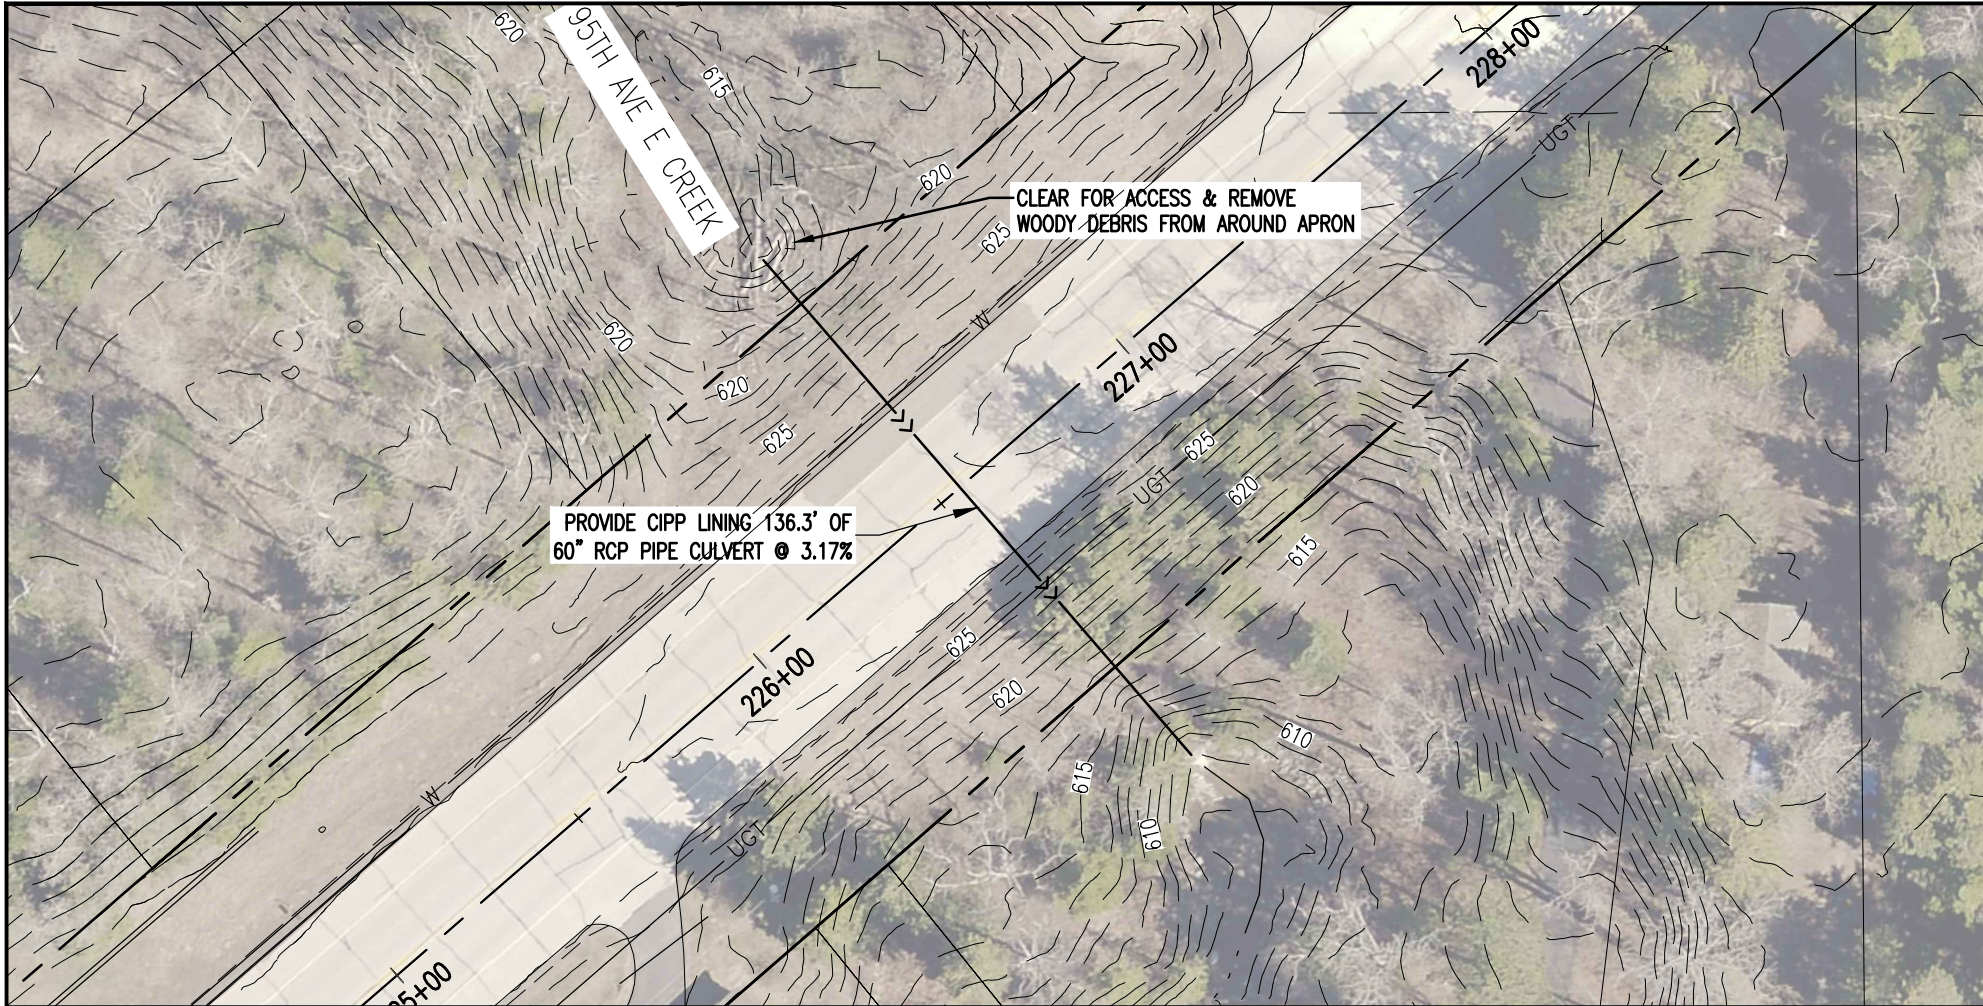 620
95TH AVE E CREEK
615
228+00
UGT
620
CLEAR FOR ACCESS & REMOVE
WOODY DEBRIS FROM AROUND APRON
625
W
620
227+00
620
625
625
UGT
620
PROVIDE CIPP LINING 136.3' OF
60" RCP PIPE CULVERT @ 3.17%
615
625
226+00
620
610
615
W
UGT
610
5+00